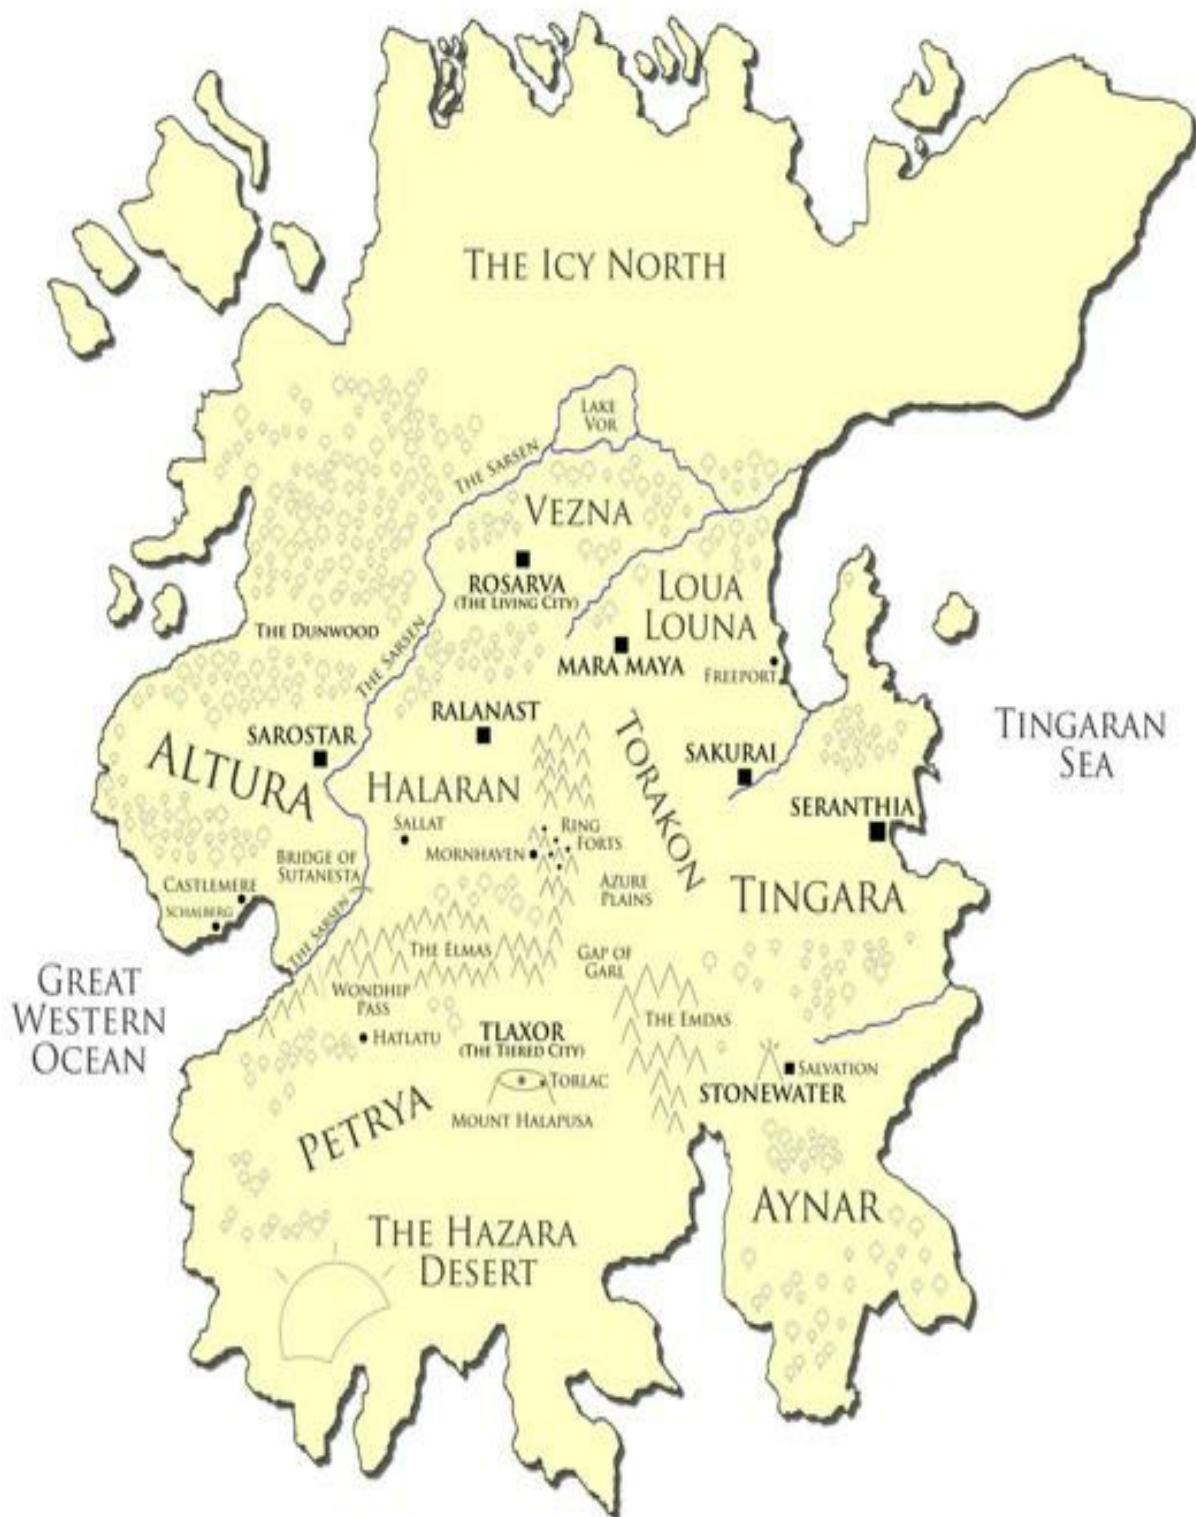 THE ICY NORTH
LAKE
VOR
THE SARSEN
VEZNA
ROSARVA
(THE LIVING CITY)
LOUA
LOUNA
THE DUNWOOD
THE SARSEN
MARA MAYA
FREEPORT
RALANAST
SAROSTAR
ALTURA
TORAKON
SAKURAI
TINGARAN
SEA
HALARAN
SERANTHIA
SALLAT
RING
FORTS
MORNHAVEN
BRIDGE OF
SUTANESTA
AZURE
PLAINS
TINGARA
CASTLEMERE
SCHALBERG
THE SARSEN
THE ELMAS
GAP OF
GARL
GREAT
WESTERN
OCEAN
WONDHIP
PASS
THE EMDAS
HATLATU
TLAXOR
(THE TIERED CITY)
SALVATION
TORLAC
STONEWATER
MOUNT HALAPUSA
PETRYA
AYNAR
THE HAZARA
DESERT